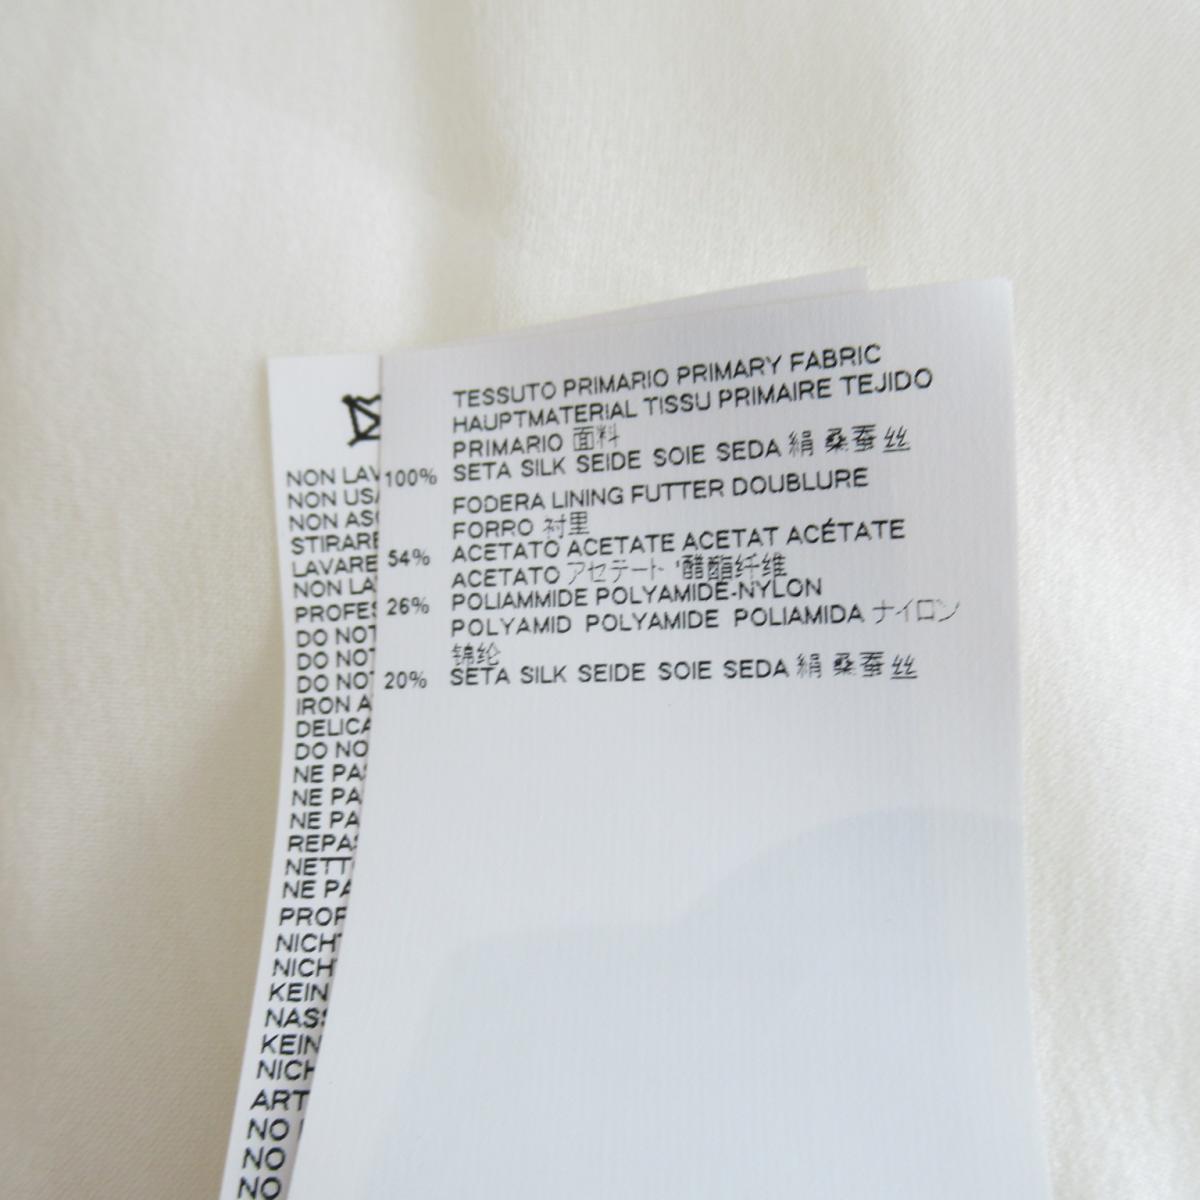 TESSUTO PRIMARIO PRIMARY FABRIC
HAUPTMATERIAL TISSU PRIMAIRE TEJIDO
PRIMARIO 面料
100% SETA SILK SEIDE SOIE SEDA 絹 桑蚕丝
FODERA LINING FUTTER DOUBLURE
FORRO 衬里
54% ACETATO ACETATE ACETAT ACÉTATE
ACETATO アセテート '醋酯纤维
26% POLIAMMIDE POLYAMIDE-NYLON
POLYAMID POLYAMIDE POLIAMIDA ナイロン
锦纶
20% SETA SILK SEIDE SOIE SEDA 絹 桑蚕丝
NON LAV
NON USA
NON ASC
STIRARE
LAVARE
NON LA
PROFES
DO NOT
DO NOT
DO NOT
IRON A
DELICA
DO NO
NE PAS
NE PA
NE PA
REPAS
NETT
NE PA
PROF
NICHT
NICH
KEIN
NASS
KEIN
NICH
ART
NO
NO
NO